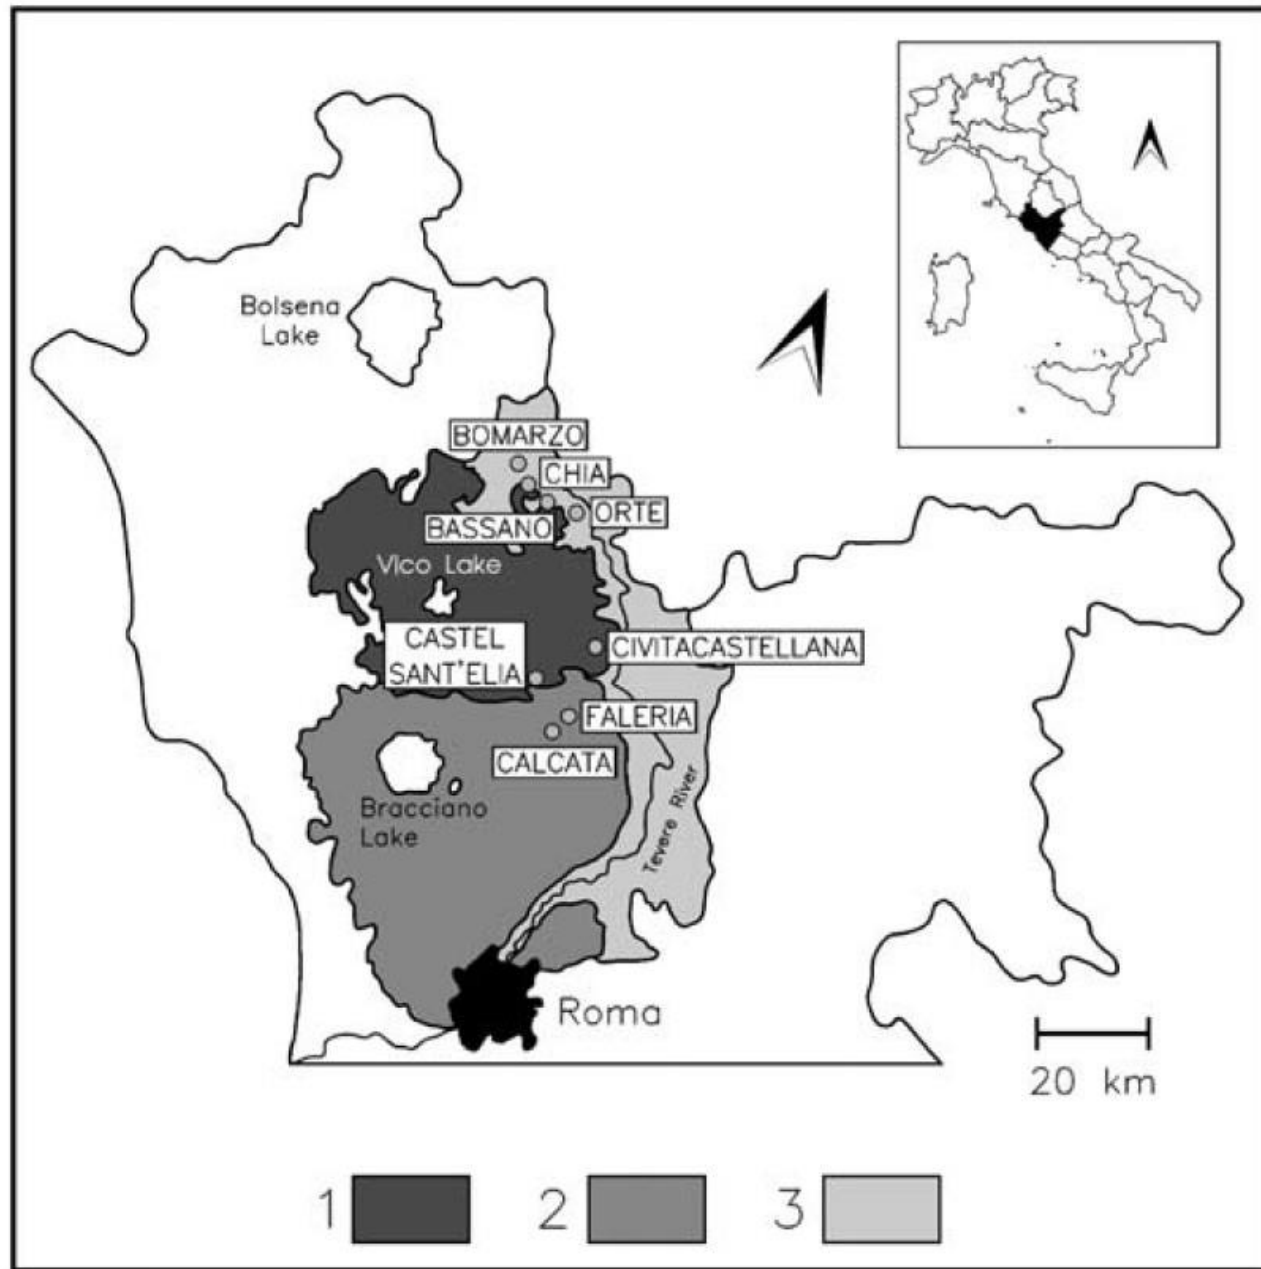 Bolsena
Lake
BOMARZO
CHIA
BASSANO
ORTE
Vico Lake
CASTEL
SANT'ELIA
CIVITACASTELLANA
FALERIA
CALCATA
Bracciano
Lake
Tevere River
Roma
20 km
1
2
3